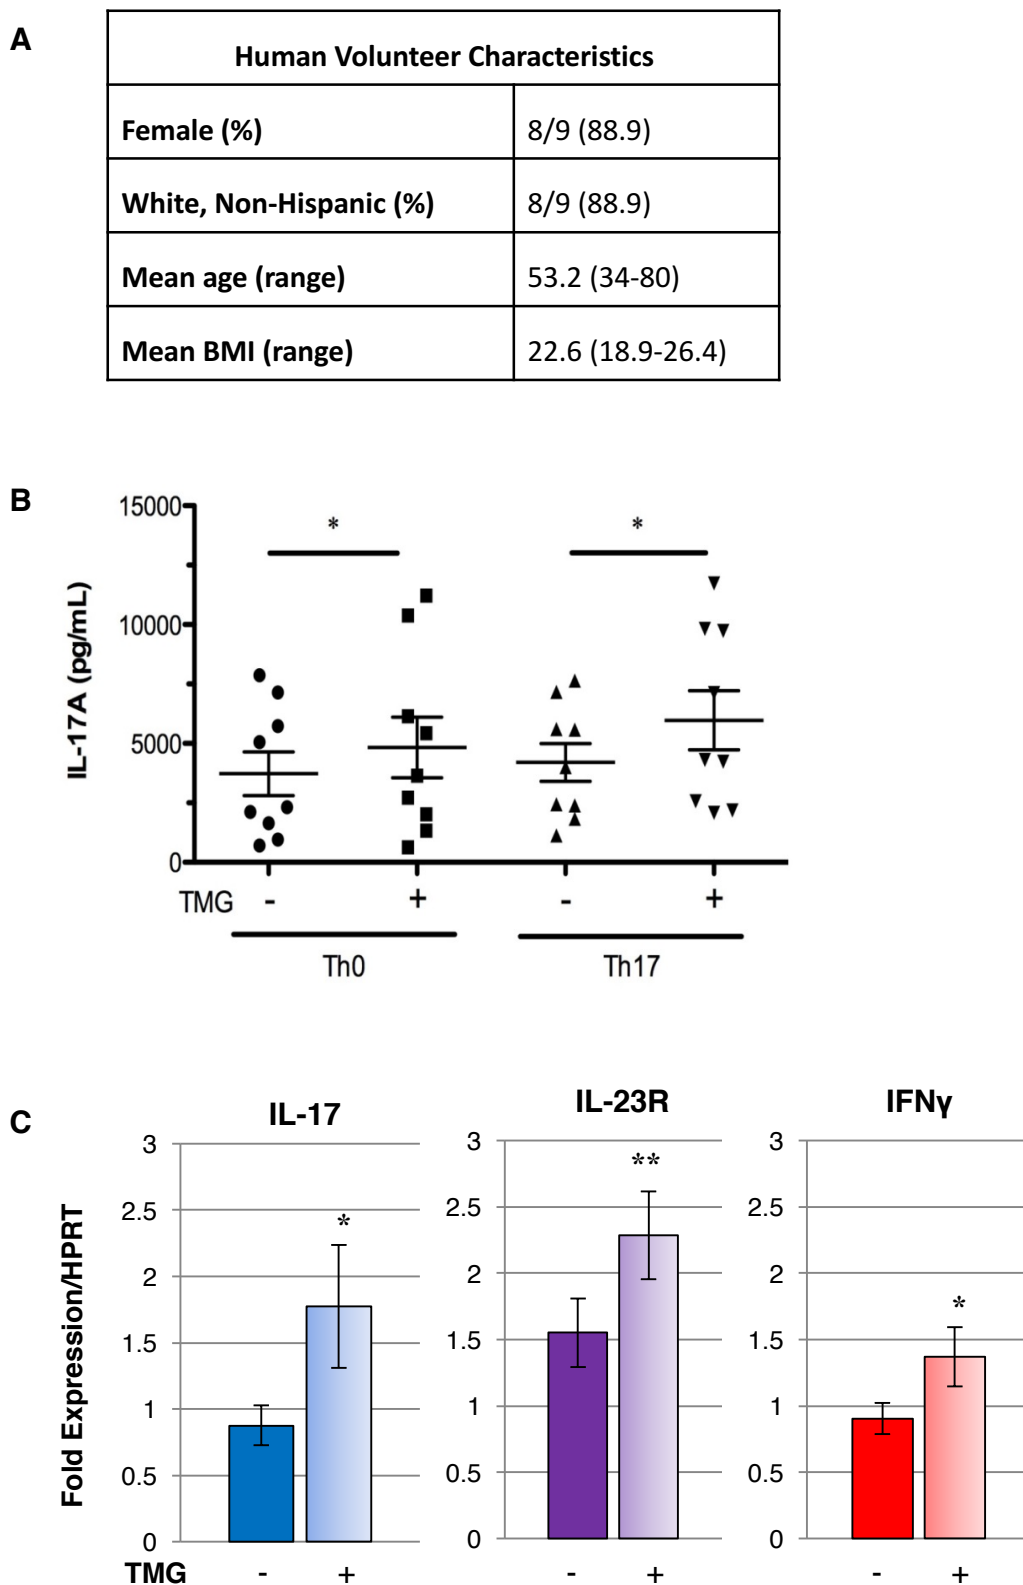 A
Human Volunteer Characteristics
Female (%) 8/9 (88.9)
White, Non-Hispanic (%) 8/9 (88.9)
Mean age (range) 53.2 (34-80)
Mean BMI (range) 22.6 (18.9-26.4)
B
IL-17A (pg/mL)
15000
10000
5000
0
* *
TMG - + - +
Th0 Th17
C
IL-17 IL-23R IFNγ
Fold Expression/HPRT
3 3 3
2.5 2.5 2.5
2 2 2
1.5 1.5 1.5
1 1 1
0.5 0.5 0.5
0 0 0
* ** *
TMG - + - + - +